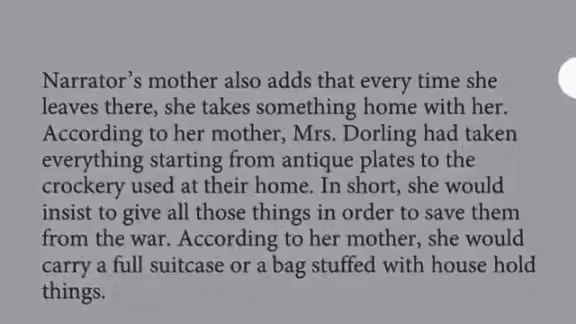 Narrator’s mother also adds that every time she
leaves there, she takes something home with her.
According to her mother, Mrs. Dorling had taken
everything starting from antique plates to the
crockery used at their home. In short, she would
insist to give all those things in order to save them
from the war. According to her mother, she would
carry a full suitcase or a bag stuffed with house hold
things.